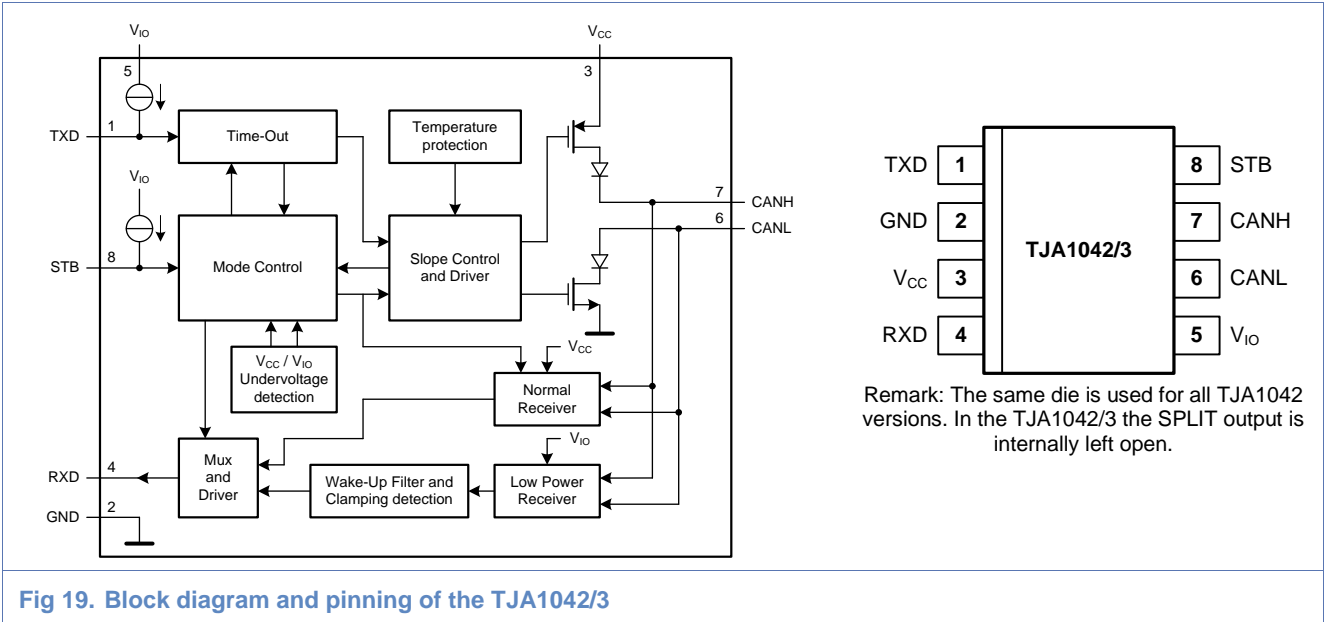 VIO
VCC
5
3
TXD
1
Time-Out
Temperature
protection
VIO
7
CANH
6
CANL
STB
8
Mode Control
Slope Control
and Driver
VCC / VIO
Undervoltage
detection
VCC
Normal
Receiver
VIO
RXD
4
Mux
and
Driver
Wake-Up Filter and
Clamping detection
Low Power
Receiver
GND
2
TXD 1
GND 2
VCC 3
RXD 4
TJA1042/3
8 STB
7 CANH
6 CANL
5 VIO
Remark: The same die is used for all TJA1042
versions. In the TJA1042/3 the SPLIT output is
internally left open.
Fig 19. Block diagram and pinning of the TJA1042/3